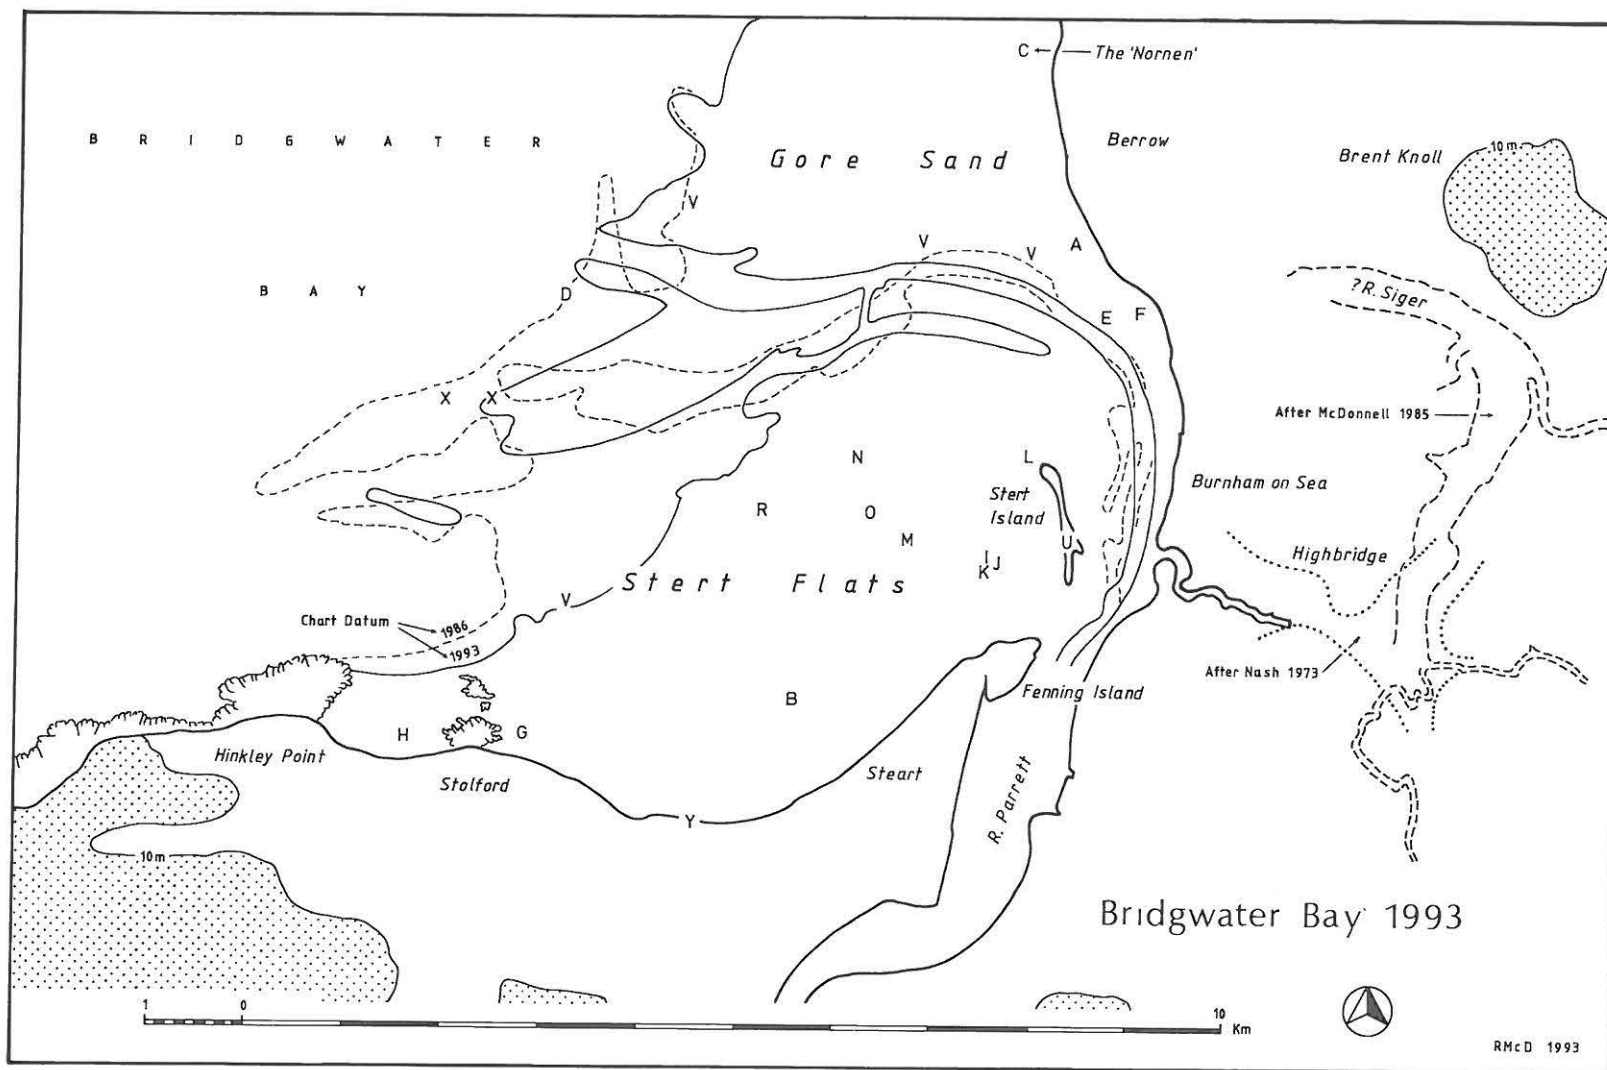 C
The 'Nornen'
BRIDGWATER
Berrow
Gore Sand
Brent Knoll
10m
V
V
V
A
BAY
D
?R. Siger
E
F
X
X
After McDonnell 1985
N
L
Burnham on Sea
R
O
Stert
Island
M
U
Highbridge
I
J
K
Stert Flats
V
Chart Datum
1986
1993
After Nash 1973
B
Fenning Island
H
G
Hinkley Point
Stolford
Steart
Y
R. Parrett
10m
Bridgwater Bay 1993
1
0
10
Km
RMcD 1993